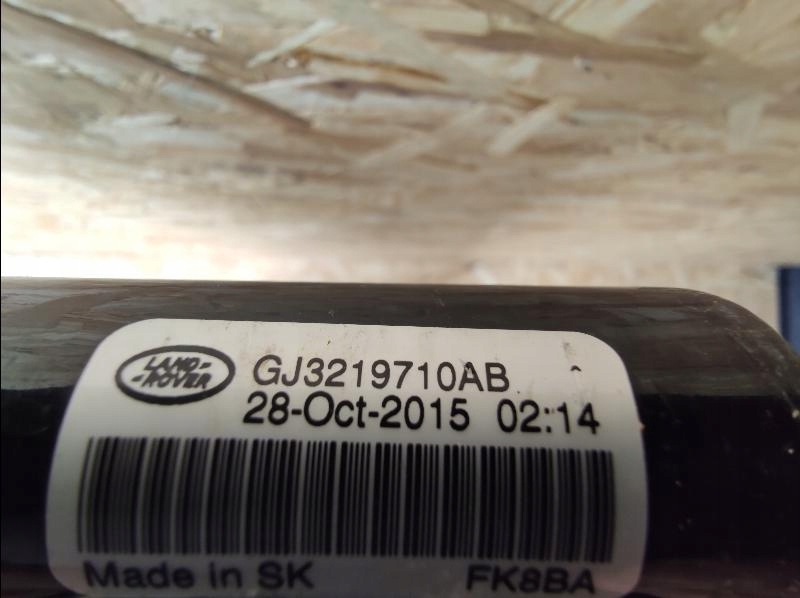 LAND-
-ROVER
GJ3219710AB
28-Oct-2015 02:14
Made in SK FK8BA